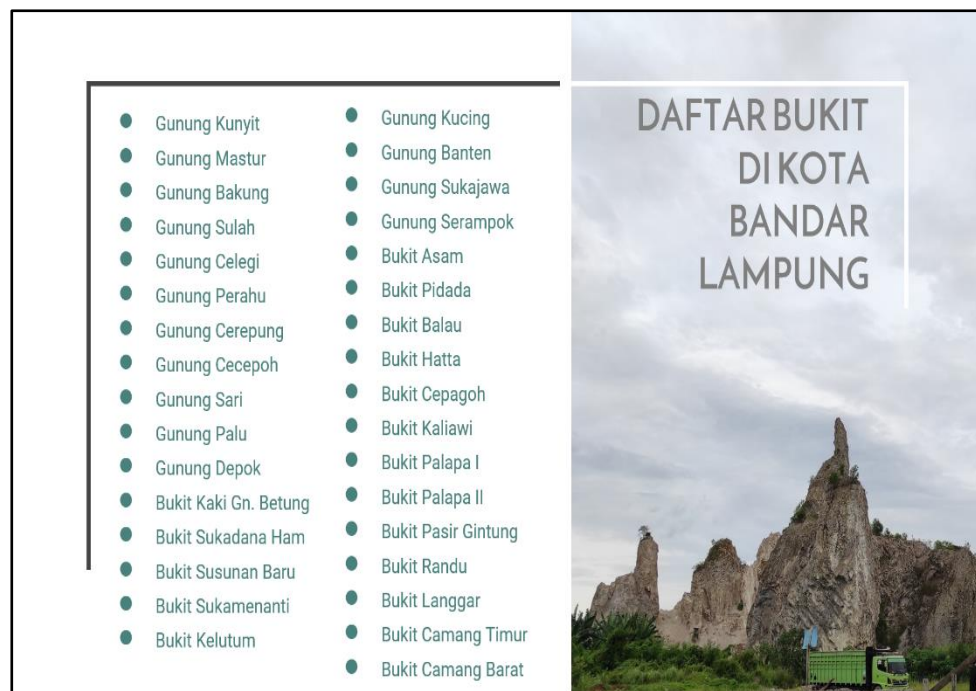 DAFTAR BUKIT
DI KOTA
BANDAR
LAMPUNG
Gunung Kunyit
Gunung Mastur
Gunung Bakung
Gunung Sulah
Gunung Celegi
Gunung Perahu
Gunung Cerepung
Gunung Cecepoh
Gunung Sari
Gunung Palu
Gunung Depok
Bukit Kaki Gn. Betung
Bukit Sukadana Ham
Bukit Susunan Baru
Bukit Sukamenanti
Bukit Kelutum
Gunung Kucing
Gunung Banten
Gunung Sukajawa
Gunung Serampok
Bukit Asam
Bukit Pidada
Bukit Balau
Bukit Hatta
Bukit Cepagoh
Bukit Kaliawi
Bukit Palapa I
Bukit Palapa II
Bukit Pasir Gintung
Bukit Randu
Bukit Langgar
Bukit Camang Timur
Bukit Camang Barat